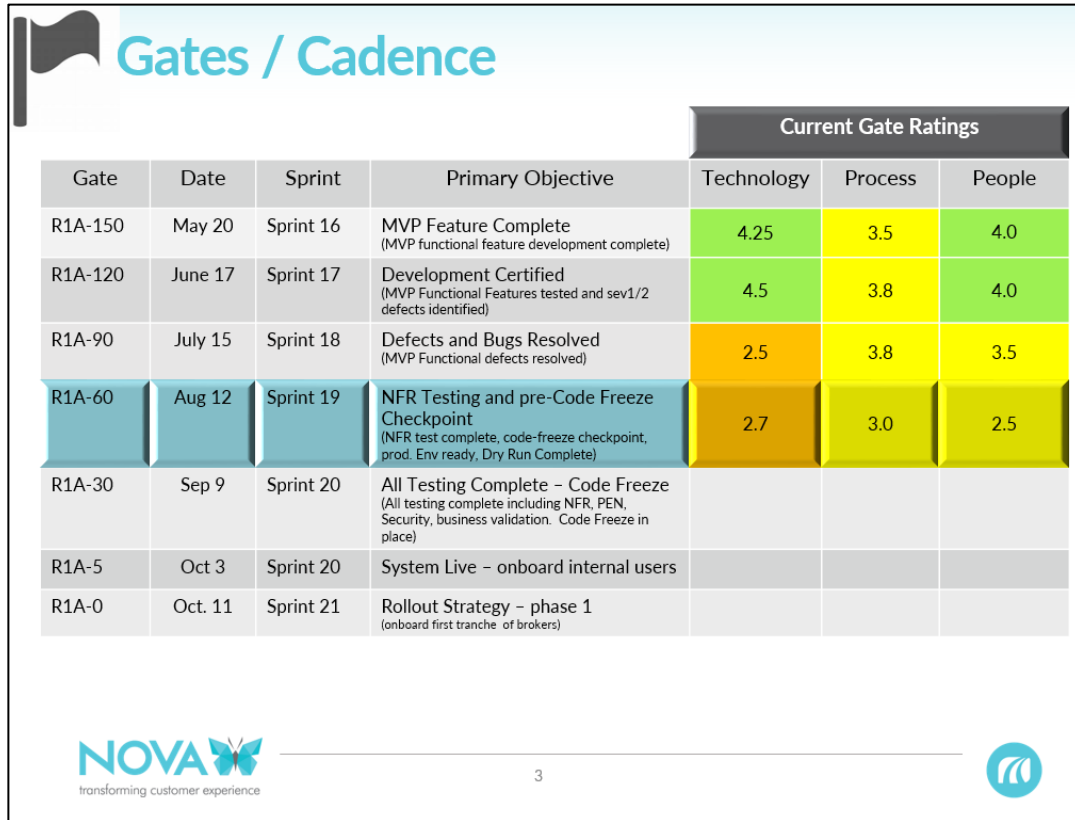 Gates / Cadence
Current Gate Ratings
Gate Date Sprint Primary Objective Technology Process People
R1A-150 May 20 Sprint 16 MVP Feature Complete 4.25 3.5 4.0
(MVP functional feature development complete)
R1A-120 June 17 Sprint 17 Development Certified 4.5 3.8 4.0
(MVP Functional Features tested and sev1/2
defects identified)
R1A-90 July 15 Sprint 18 Defects and Bugs Resolved 2.5 3.8 3.5
(MVP Functional defects resolved)
R1A-60 Aug 12 Sprint 19 NFR Testing and pre-Code Freeze 2.7 3.0 2.5
Checkpoint
(NFR test complete, code-freeze checkpoint,
prod. Env ready, Dry Run Complete)
R1A-30 Sep 9 Sprint 20 All Testing Complete – Code Freeze
(All testing complete including NFR, PEN,
Security, business validation. Code Freeze in
place)
R1A-5 Oct 3 Sprint 20 System Live – onboard internal users
R1A-0 Oct. 11 Sprint 21 Rollout Strategy – phase 1
(onboard first tranche of brokers)
NOVA
transforming customer experience
3